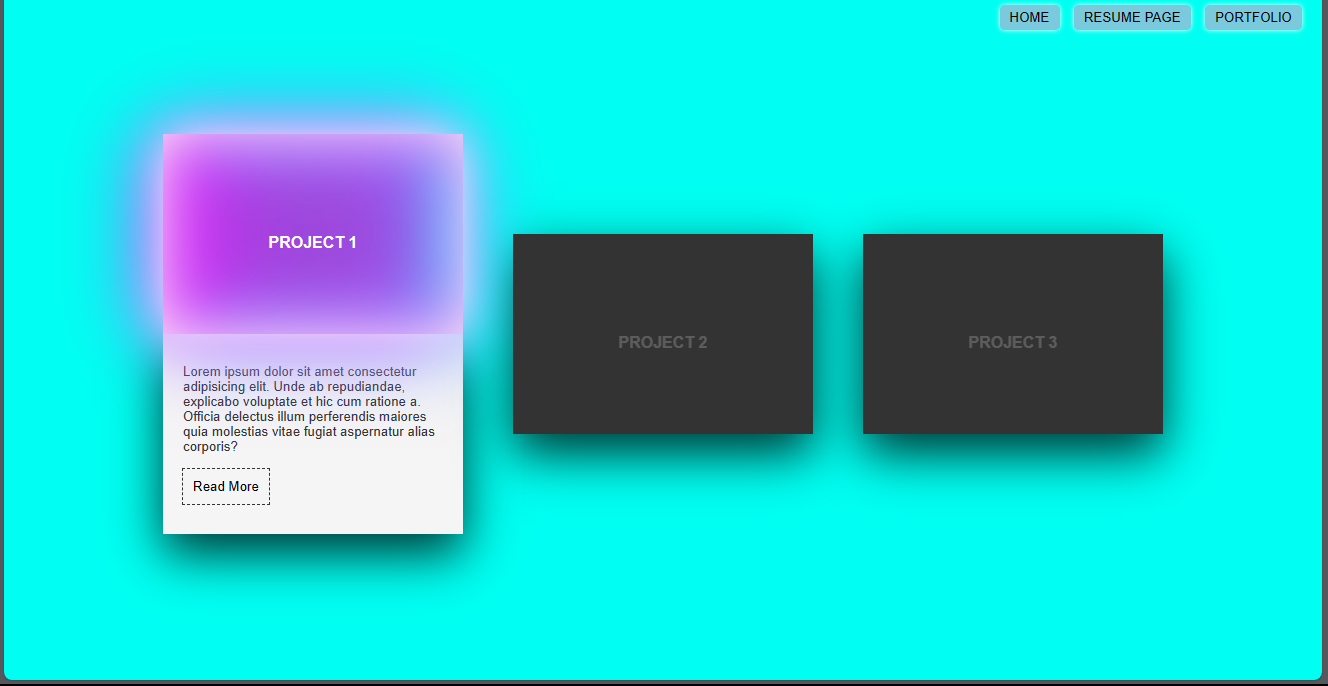 HOME
RESUME PAGE
PORTFOLIO
PROJECT 1
Lorem ipsum dolor sit amet consectetur
adipisicing elit. Unde ab repudiandae,
explicabo voluptate et hic cum ratione a.
Officia delectus illum perferendis maiores
quia molestias vitae fugiat aspernatur alias
corporis?
Read More
PROJECT 2
PROJECT 3